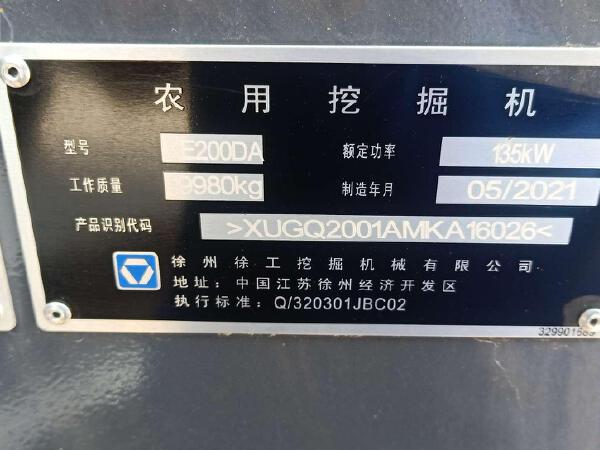 农用挖掘机
型号 E200DA 额定功率 135kW
工作质量 9980kg 制造年月 05/2021
产品识别代码 >XUGQ2001AMKA16026<
徐州徐工挖掘机械有限公司
地址：中国江苏徐州经济开发区
执行标准：Q/320301JBC02